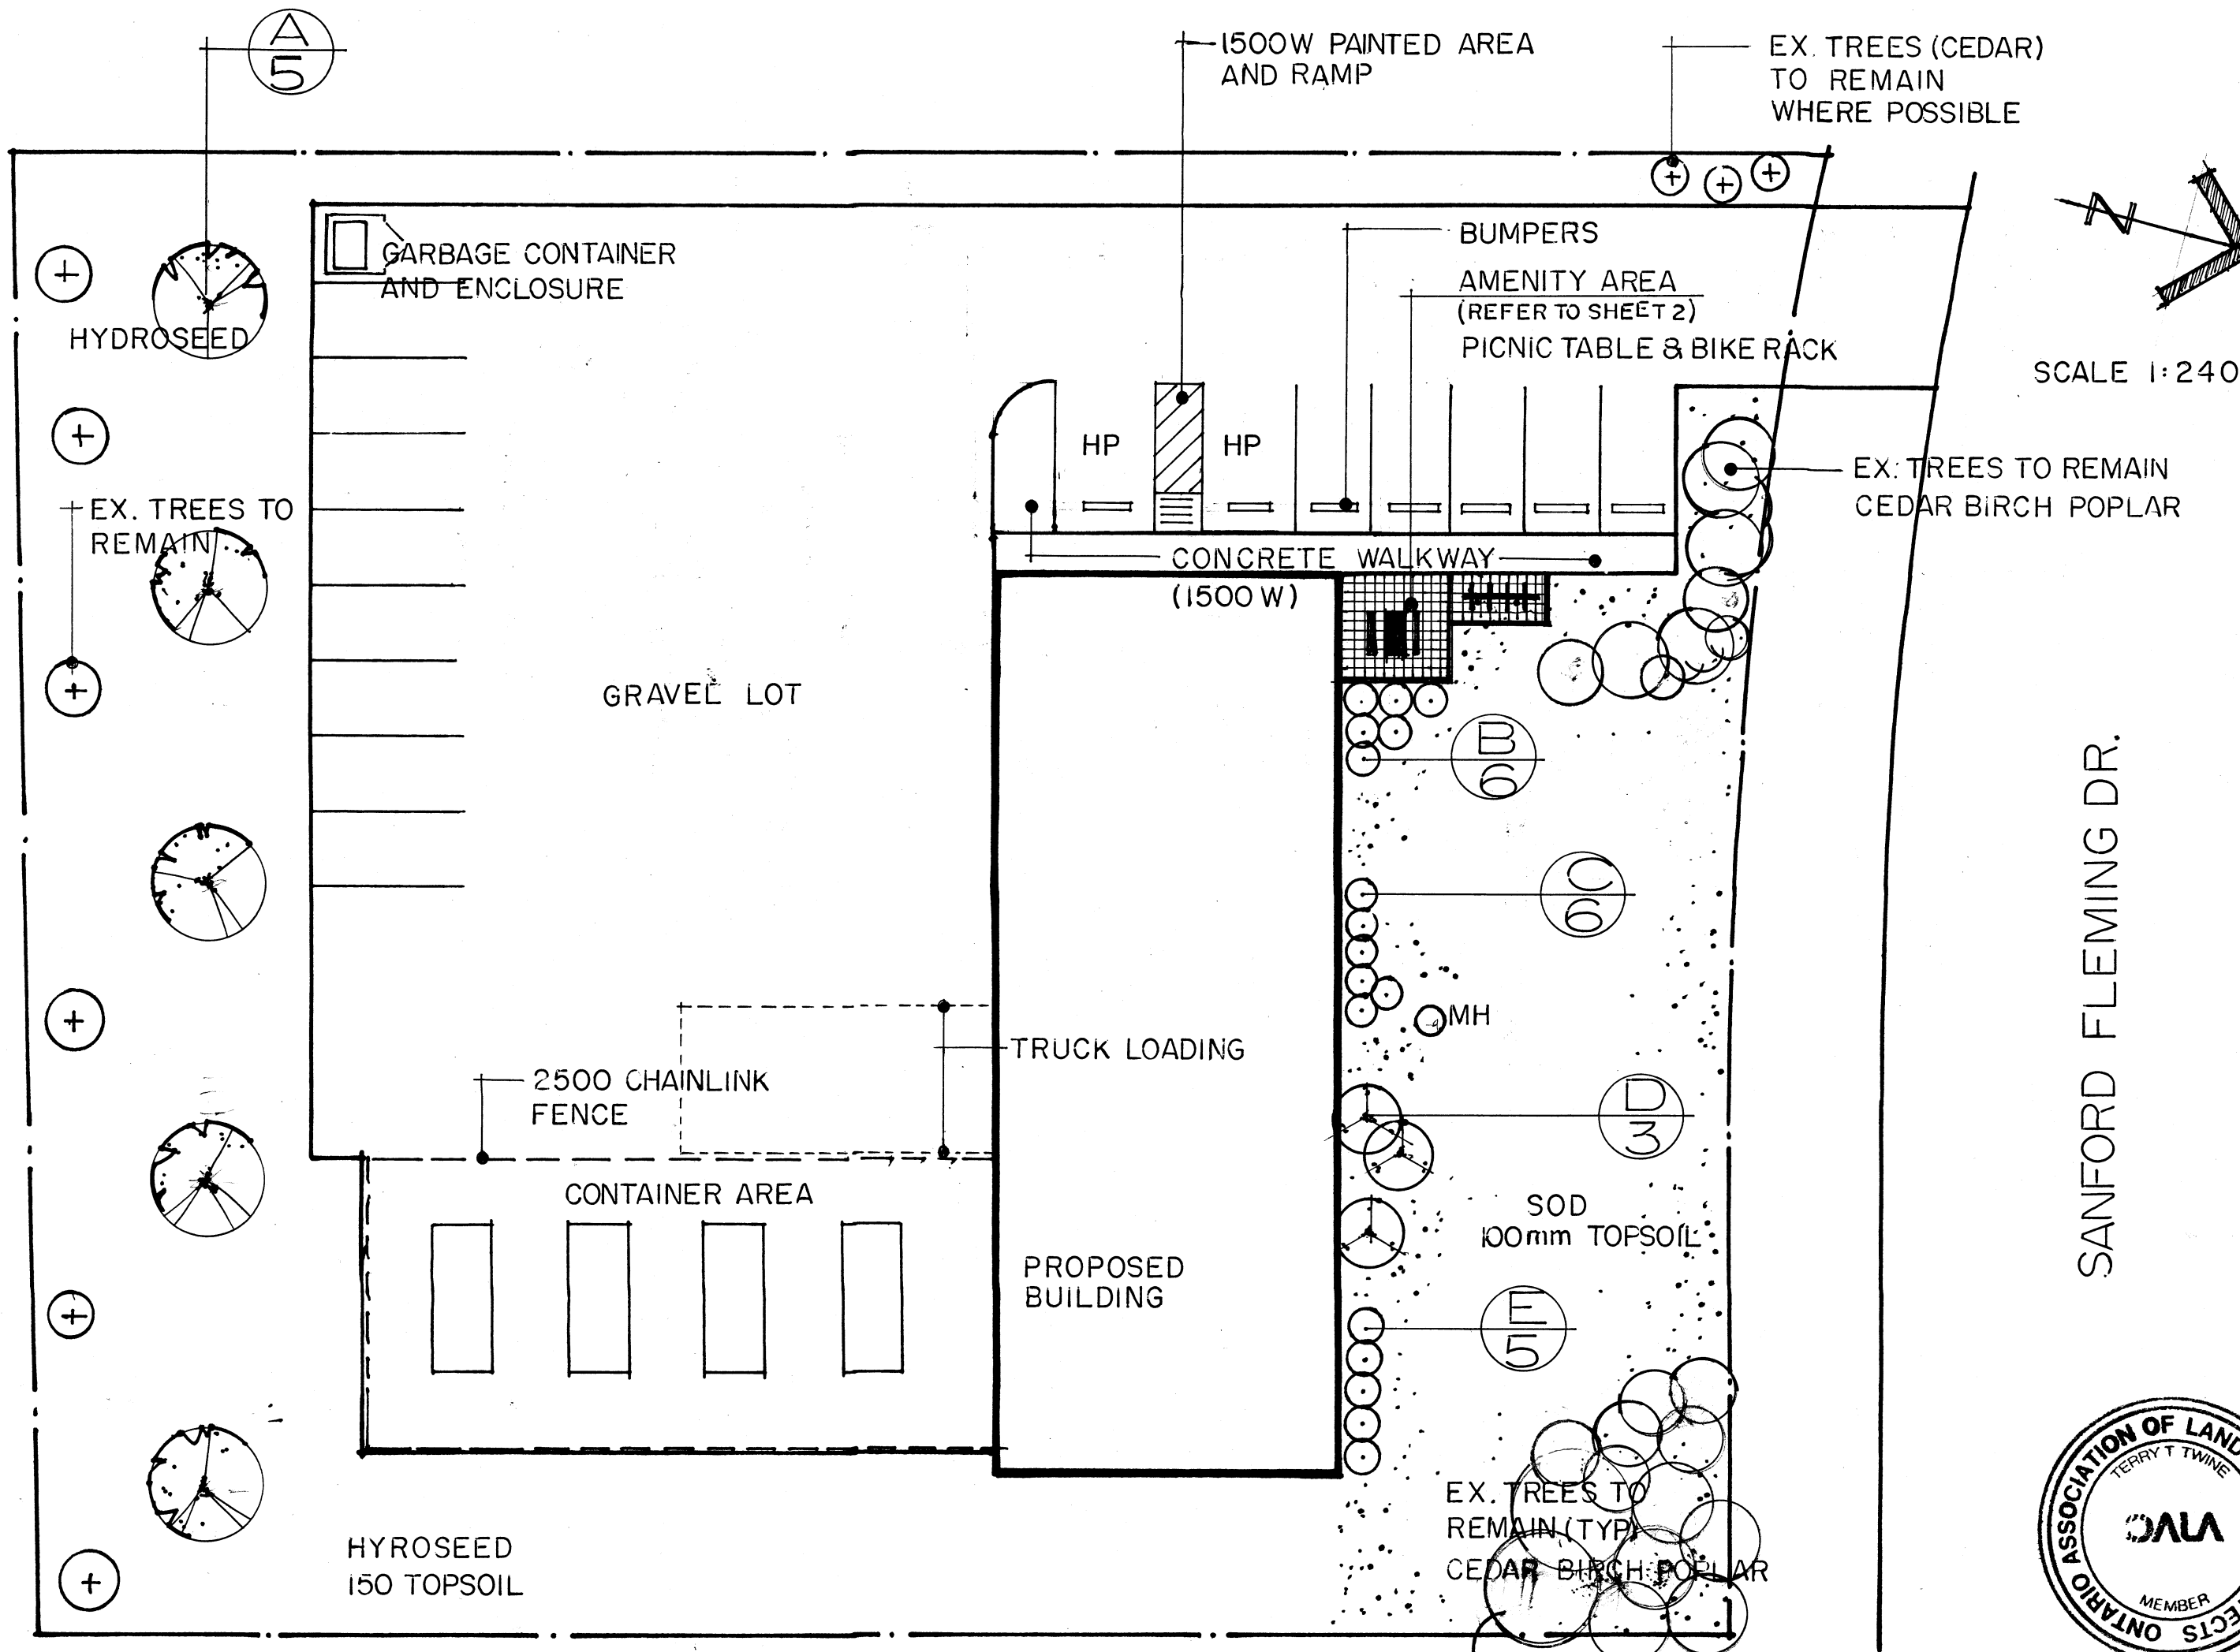 A
5
1500W PAINTED AREA
AND RAMP
EX. TREES (CEDAR)
TO REMAIN
WHERE POSSIBLE
GARBAGE CONTAINER
AND ENCLOSURE
BUMPERS
AMENITY AREA
(REFER TO SHEET 2)
PICNIC TABLE & BIKE RACK
N
SCALE 1:240
HYDROSEED
HP
HP
EX. TREES TO REMAIN
CEDAR BIRCH POPLAR
EX. TREES TO
REMAIN
CONCRETE WALKWAY
(1500 W)
GRAVEL LOT
B
6
C
6
SANFORD FLEMING DR.
MH
TRUCK LOADING
2500 CHAINLINK
FENCE
D
3
CONTAINER AREA
SOD
100mm TOPSOIL
PROPOSED
BUILDING
E
5
EX. TREES TO
REMAIN (TYP)
CEDAR BIRCH POPLAR
HYROSEED
150 TOPSOIL
ONTARIO ASSOCIATION OF LAND
TERRY T TWINE
MEMBER